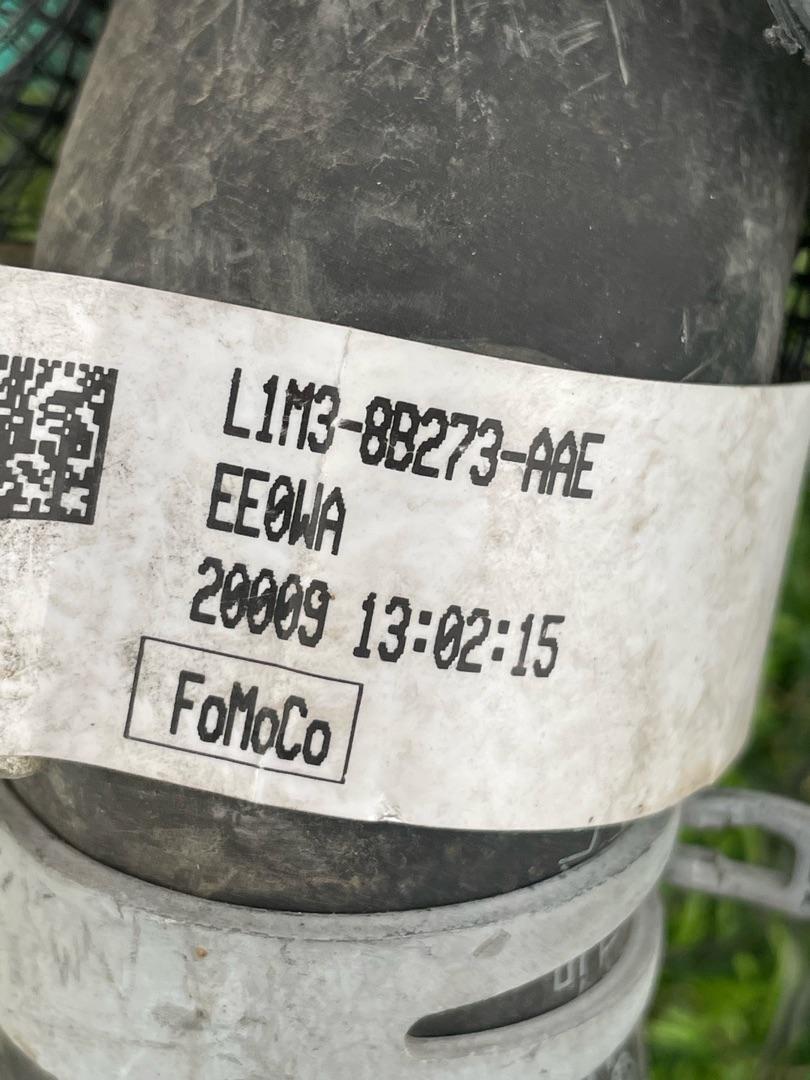 L1M3-8B273-AAE
EE0WA
20009 13:02:15
FoMoCo